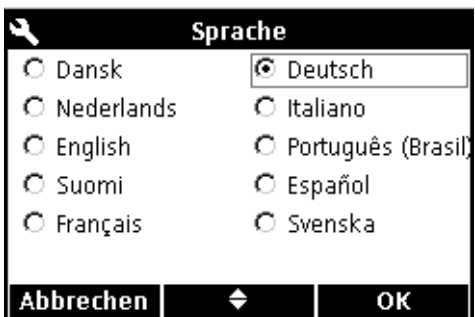 Sprache
Dansk
Deutsch
Nederlands
Italiano
English
Português (Brasil)
Suomi
Español
Français
Svenska
Abbrechen
OK